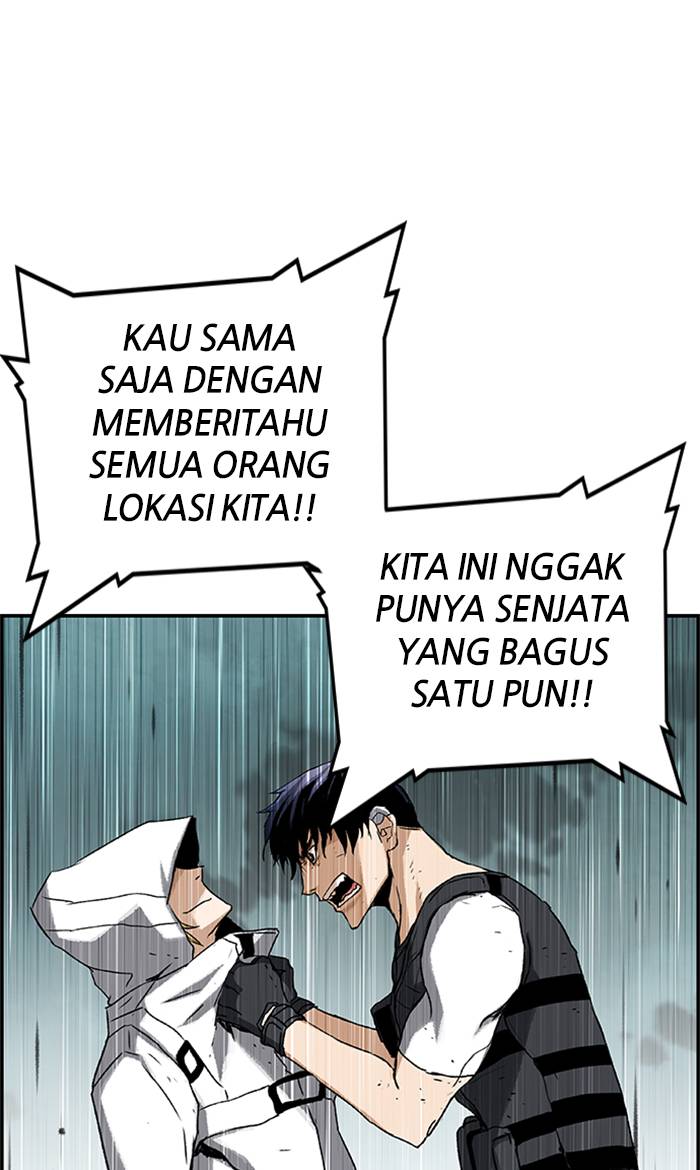 KAU SAMA
SAJA DENGAN
MEMBERITAHU
SEMUA ORANG
LOKASI KITA!!
KITA INI NGGAK
PUNYA SENJATA
YANG BAGUS
SATU PUN!!